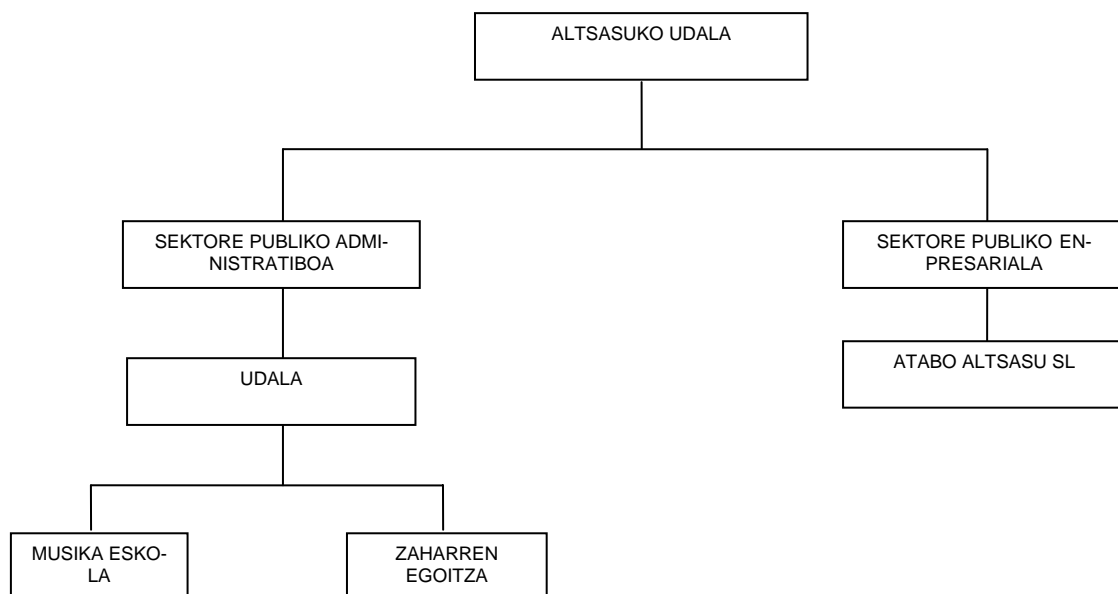 ALTSASUKO UDALA
SEKTORE PUBLIKO ADMI-
NISTRATIBOA
SEKTORE PUBLIKO EN-
PRESARIALA
UDALA
ATABO ALTSASU SL
MUSIKA ESKO-
LA
ZAHARREN
EGOITZA